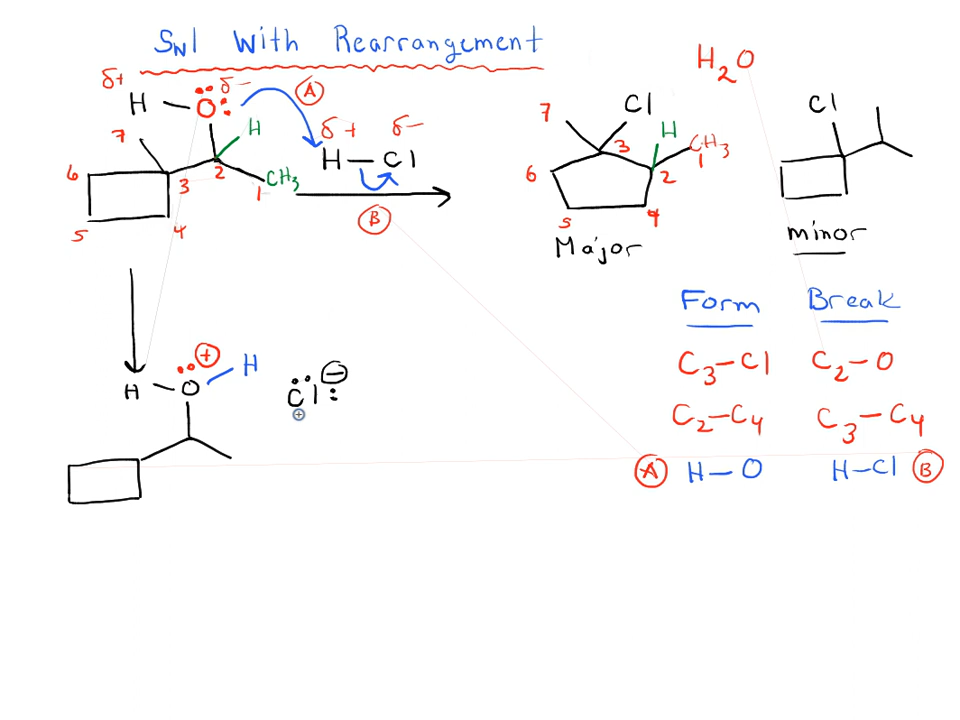 SN1 With Rearrangement
H2O
δ+ H — O: δ- A
7 H δ+ δ- 7 Cl H Cl
H—Cl 3 CH3
6 3 2 CH3 6 2 1
1 B
5 4 5 4
Major minor
Form Break
C3—Cl C2—O
C2—C4 C3—C4
A H—O H—Cl B
H—O + H Cl: −